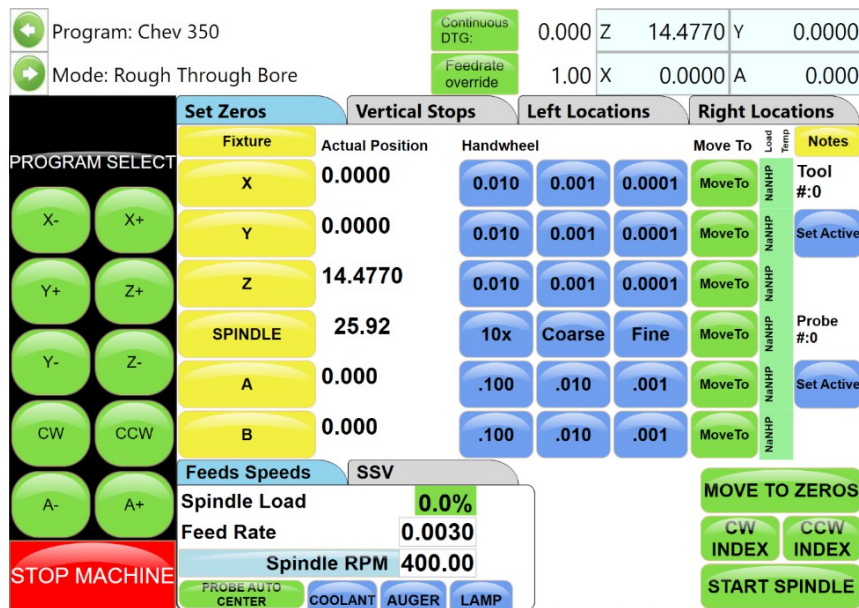 Program: Chev 350
Continuous DTG: 0.000 Z 14.4770 Y 0.0000
Mode: Rough Through Bore
Feedrate override 1.00 X 0.0000 A 0.000
Set Zeros Vertical Stops Left Locations Right Locations
Fixture Actual Position Handwheel Move To Load Temp Notes
PROGRAM SELECT
X 0.0000 0.010 0.001 0.0001 MoveTo NaNHP Tool #:0
X- X+
Y 0.0000 0.010 0.001 0.0001 MoveTo NaNHP Set Active
Y+ Z+
Z 14.4770 0.010 0.001 0.0001 MoveTo NaNHP
SPINDLE 25.92 10x Coarse Fine MoveTo NaNHP Probe #:0
Y- Z-
A 0.000 .100 .010 .001 MoveTo NaNHP Set Active
CW CCW
B 0.000 .100 .010 .001 MoveTo NaNHP
Feeds Speeds SSV
A- A+
Spindle Load 0.0%
MOVE TO ZEROS
Feed Rate 0.0030
CW INDEX CCW INDEX
STOP MACHINE
Spindle RPM 400.00
PROBE AUTO CENTER COOLANT AUGER LAMP
START SPINDLE